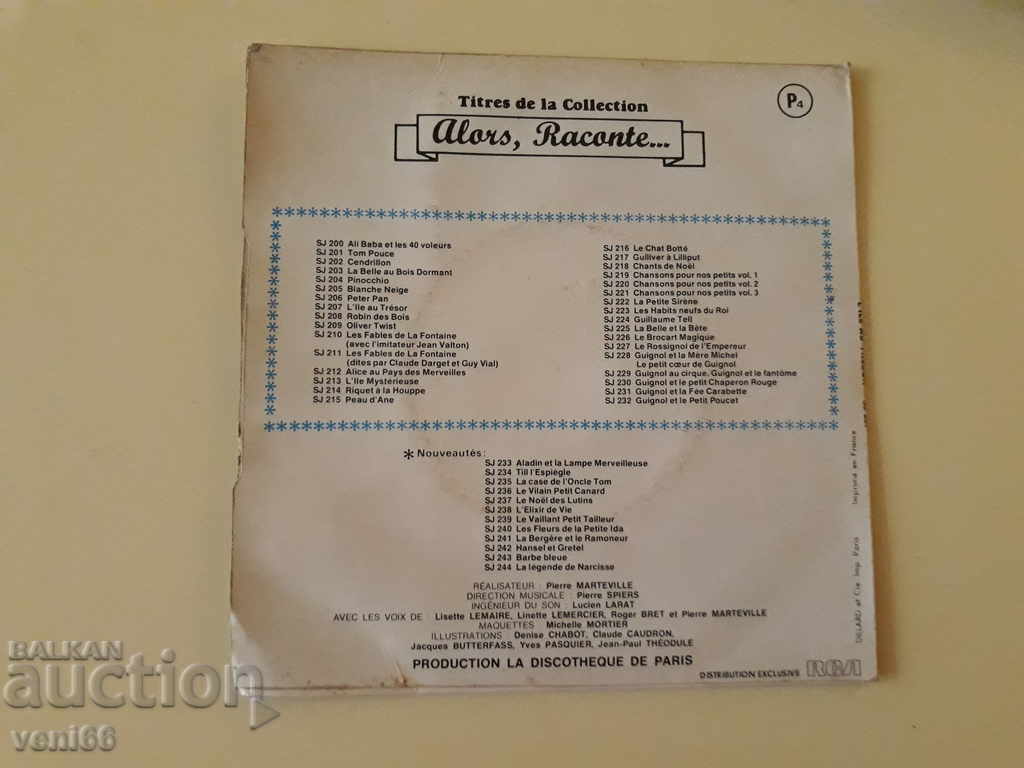 Titres de la Collection
P4
Alors, Raconte...
SJ 200 Ali Baba et les 40 voleurs
SJ 201 Tom Pouce
SJ 202 Cendrillon
SJ 203 La Belle au Bois Dormant
SJ 204 Pinocchio
SJ 205 Blanche Neige
SJ 206 Peter Pan
SJ 207 L'Ile au Trésor
SJ 208 Robin des Bois
SJ 209 Oliver Twist
SJ 210 Les Fables de La Fontaine
(avec l'imitateur Jean Valton)
SJ 211 Les Fables de La Fontaine
(dites par Claude Darget et Guy Vial)
SJ 212 Alice au Pays des Merveilles
SJ 213 L'Ile Mystérieuse
SJ 214 Riquet à la Houppe
SJ 215 Peau d'Ane
SJ 216 Le Chat Botté
SJ 217 Gulliver à Lilliput
SJ 218 Chants de Noël
SJ 219 Chansons pour nos petits vol. 1
SJ 220 Chansons pour nos petits vol. 2
SJ 221 Chansons pour nos petits vol. 3
SJ 222 La Petite Sirène
SJ 223 Les Habits neufs du Roi
SJ 224 Guillaume Tell
SJ 225 La Belle et la Bête
SJ 226 Le Brocart Magique
SJ 227 Le Rossignol de l'Empereur
SJ 228 Guignol et la Mère Michel
Le petit cœur de Guignol
SJ 229 Guignol au cirque, Guignol et le fantôme
SJ 230 Guignol et le petit Chaperon Rouge
SJ 231 Guignol et la Fée Carabette
SJ 232 Guignol et le Petit Poucet
* Nouveautés:
SJ 233 Aladin et la Lampe Merveilleuse
SJ 234 Till l'Espiègle
SJ 235 La case de l'Oncle Tom
SJ 236 Le Vilain Petit Canard
SJ 237 Le Noël des Lutins
SJ 238 L'Elixir de Vie
SJ 239 Le Vaillant Petit Tailleur
SJ 240 Les Fleurs de la Petite Ida
SJ 241 La Bergère et le Ramoneur
SJ 242 Hansel et Gretel
SJ 243 Barbe bleue
SJ 244 La légende de Narcisse
RÉALISATEUR : Pierre MARTEVILLE
DIRECTION MUSICALE : Pierre SPIERS
INGÉNIEUR DU SON : Lucien LARAT
AVEC LES VOIX DE : Lisette LEMAIRE, Linette LEMERCIER, Roger BRET et Pierre MARTEVILLE
MAQUETTES : Michelle MORTIER
ILLUSTRATIONS : Denise CHABOT, Claude CAUDRON,
Jacques BUTTERFASS, Yves PASQUIER, Jean-Paul THÉODULE
PRODUCTION LA DISCOTHEQUE DE PARIS
DISTRIBUTION EXCLUSIVE RCA
DILLARD et Cie Imp. Paris Imprimé en France
BALKAN
auction
veni66